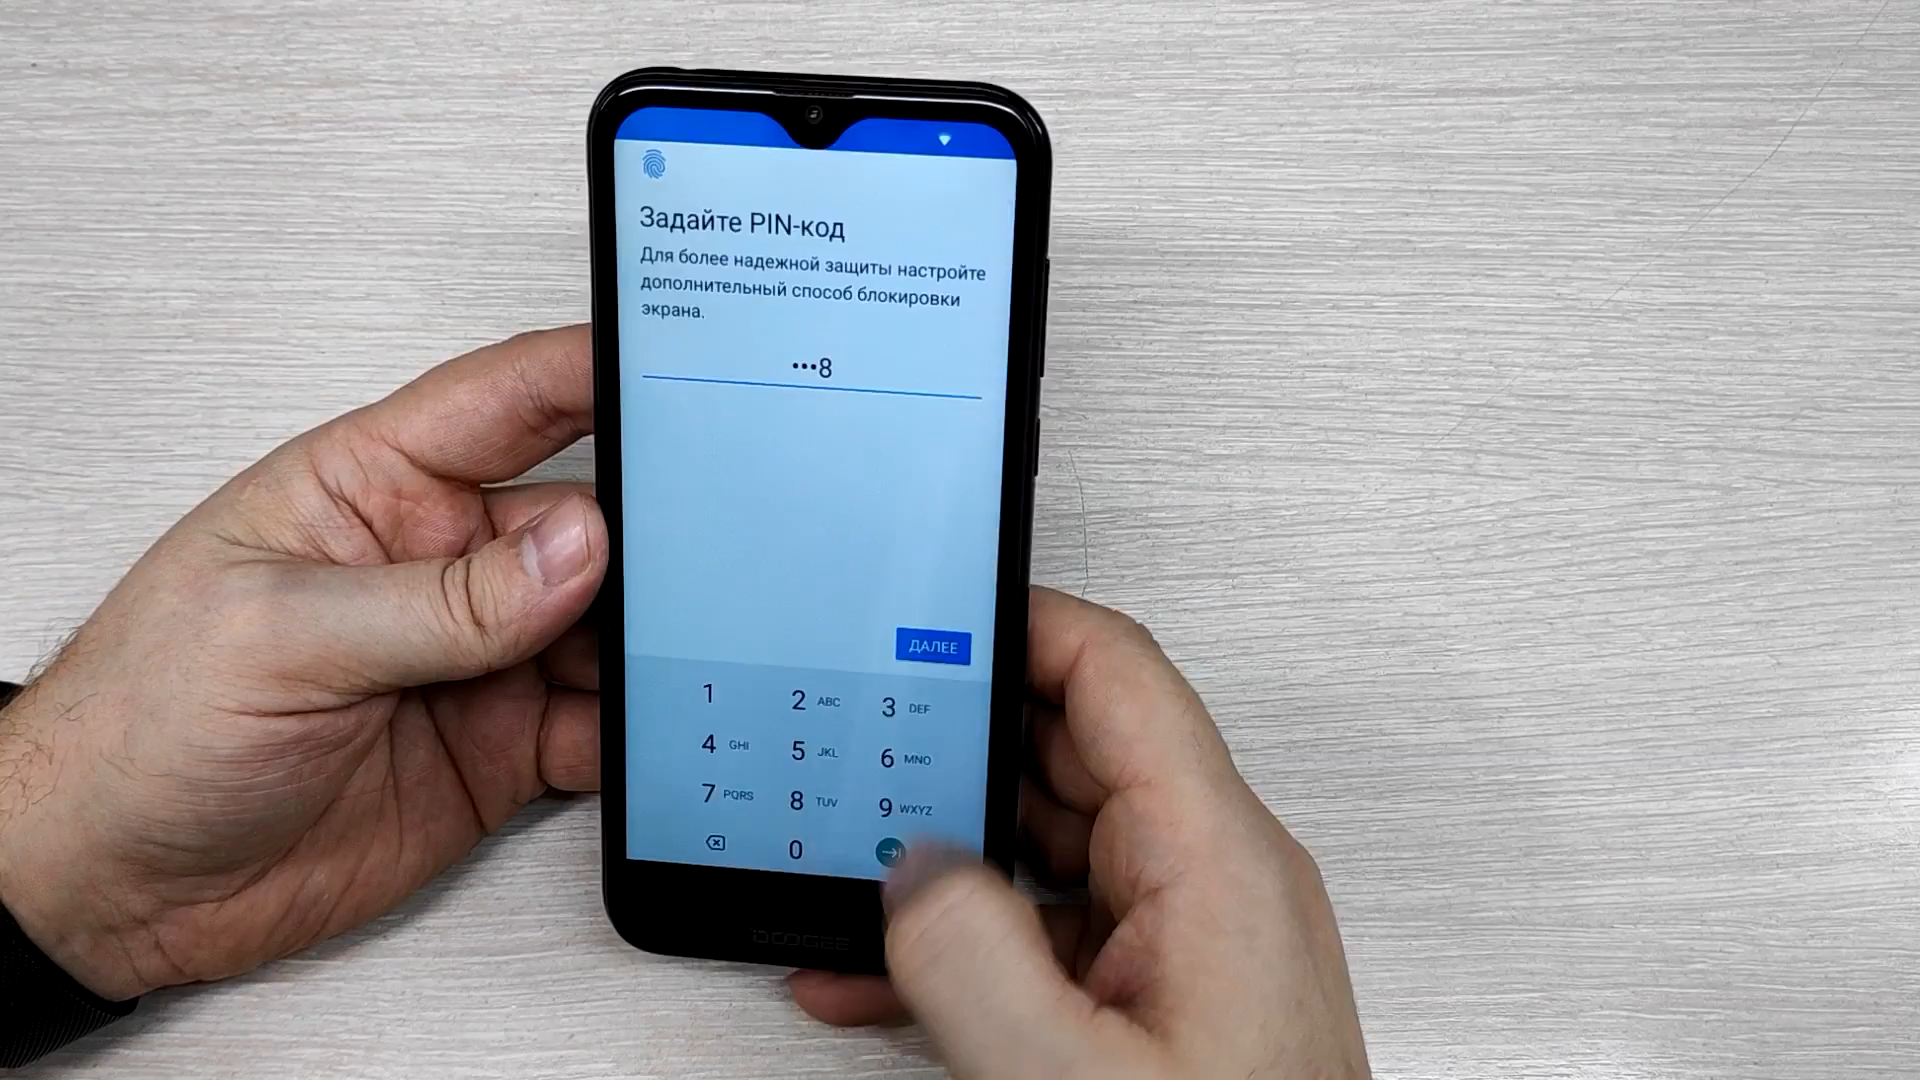 Задайте PIN-код
Для более надежной защиты настройте
дополнительный способ блокировки
экрана.
•••8
ДАЛЕЕ
1
2 ABC
3 DEF
4 GHI
5 JKL
6 MNO
7 PQRS
8 TUV
9 WXYZ
0
DOOGEE